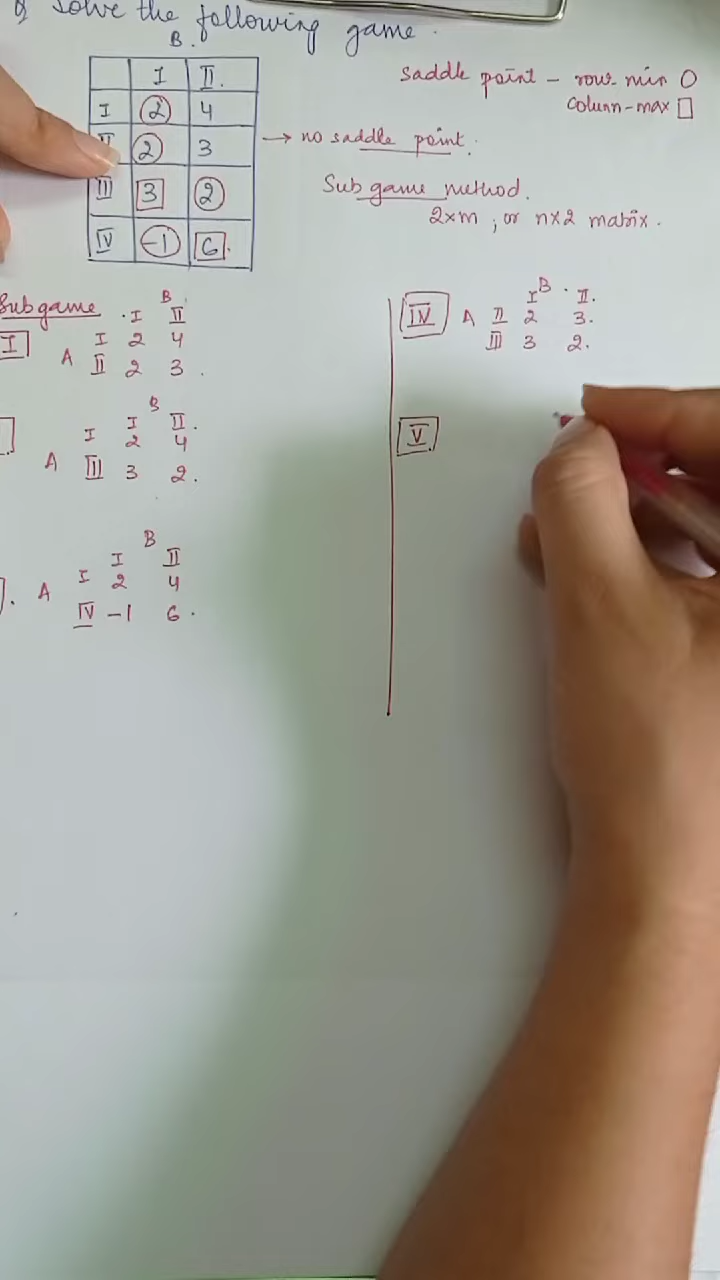 Solve the following game.
B.
I II.
I 2 4
II 2 3
III 3 2
IV -1 6.
Saddle point - row-min O
column-max □
→ no saddle point.
Sub game method.
2×m, or n×2 matrix.
Subgame
I
B
I II
A I 2 4
II 2 3.
B
I II.
I 2 4
A III 3 2.
B
I II
A I 2 4
IV -1 6.
IV
B
I II.
A II 2 3.
III 3 2.
V.